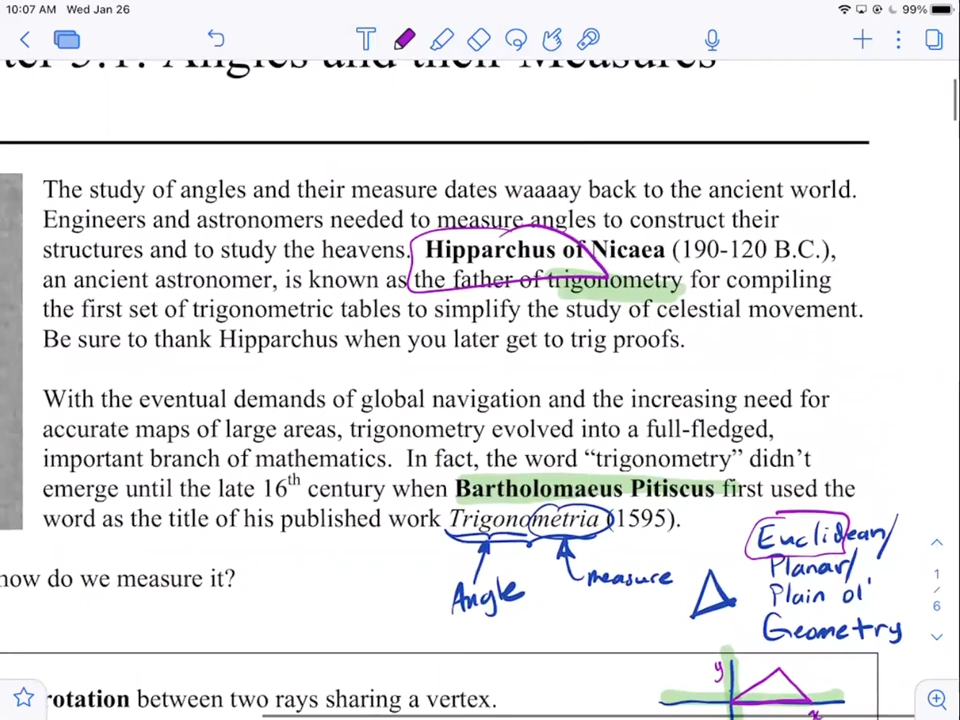 10:07 AM Wed Jan 26
99%
T
ter 5.1: Angles and their Measures
The study of angles and their measure dates waaaay back to the ancient world.
Engineers and astronomers needed to measure angles to construct their
structures and to study the heavens. Hipparchus of Nicaea (190-120 B.C.),
an ancient astronomer, is known as the father of trigonometry for compiling
the first set of trigonometric tables to simplify the study of celestial movement.
Be sure to thank Hipparchus when you later get to trig proofs.
With the eventual demands of global navigation and the increasing need for
accurate maps of large areas, trigonometry evolved into a full-fledged,
important branch of mathematics. In fact, the word “trigonometry” didn’t
emerge until the late 16th century when Bartholomaeus Pitiscus first used the
word as the title of his published work Trigonometria (1595).
Euclidean/
how do we measure it?
Angle
measure
Planar/
Plain ol'
Geometry
1
/
6
y
rotation between two rays sharing a vertex.
x